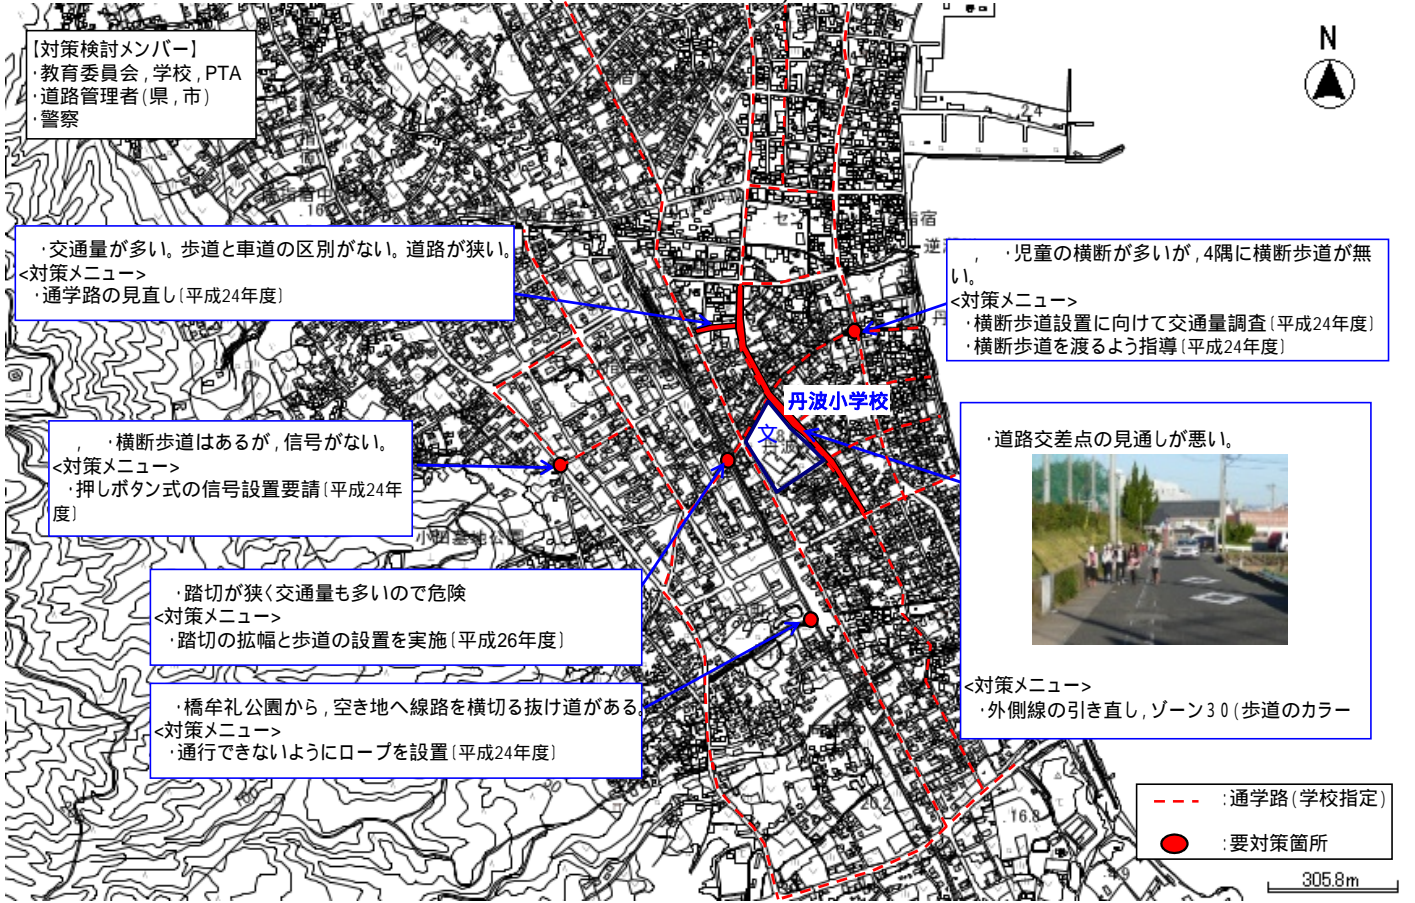 【対策検討メンバー】
・教育委員会，学校，PTA
・道路管理者（県，市）
・警察
N
24
・交通量が多い。歩道と車道の区別がない。道路が狭い。
<対策メニュー>
・通学路の見直し〔平成24年度〕
， ・児童の横断が多いが，4隅に横断歩道が無
い。
<対策メニュー>
・横断歩道設置に向けて交通量調査〔平成24年度〕
・横断歩道を渡るよう指導〔平成24年度〕
丹波小学校
文
， ・横断歩道はあるが，信号がない。
<対策メニュー>
・押しボタン式の信号設置要請〔平成24年
度〕
・道路交差点の見通しが悪い。
<対策メニュー>
・外側線の引き直し，ゾーン３０（歩道のカラー
小田墓地公園
・踏切が狭く交通量も多いので危険
<対策メニュー>
・踏切の拡幅と歩道の設置を実施〔平成26年度〕
・橋牟礼公園から，空き地へ線路を横切る抜け道がある。
<対策メニュー>
・通行できないようにロープを設置〔平成24年度〕
20.2
16.8
：通学路（学校指定）
：要対策箇所
305.8m